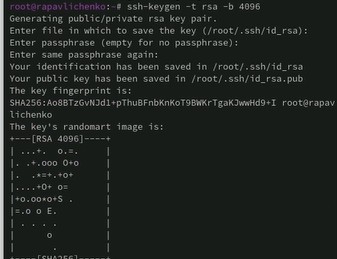 root@rapavlichenko:~# ssh-keygen -t rsa -b 4096
Generating public/private rsa key pair.
Enter file in which to save the key (/root/.ssh/id_rsa):
Enter passphrase (empty for no passphrase):
Enter same passphrase again:
Your identification has been saved in /root/.ssh/id_rsa
Your public key has been saved in /root/.ssh/id_rsa.pub
The key fingerprint is:
SHA256:Ao8BTzGvNJd1+pThuBFnbKnKoT9BWKrTgaKJwwHd9+I root@rapav
lichenko
The key's randomart image is:
+---[RSA 4096]----+
| ...+.  o.=.     |
| . .+.ooo O+o    |
| .  .*=+.+o+     |
|....+O+ o=       |
|+o.oo*o+S .      |
|=.o o E.         |
| . . . .         |
|      o          |
|       .         |
+----[SHA256]-----+